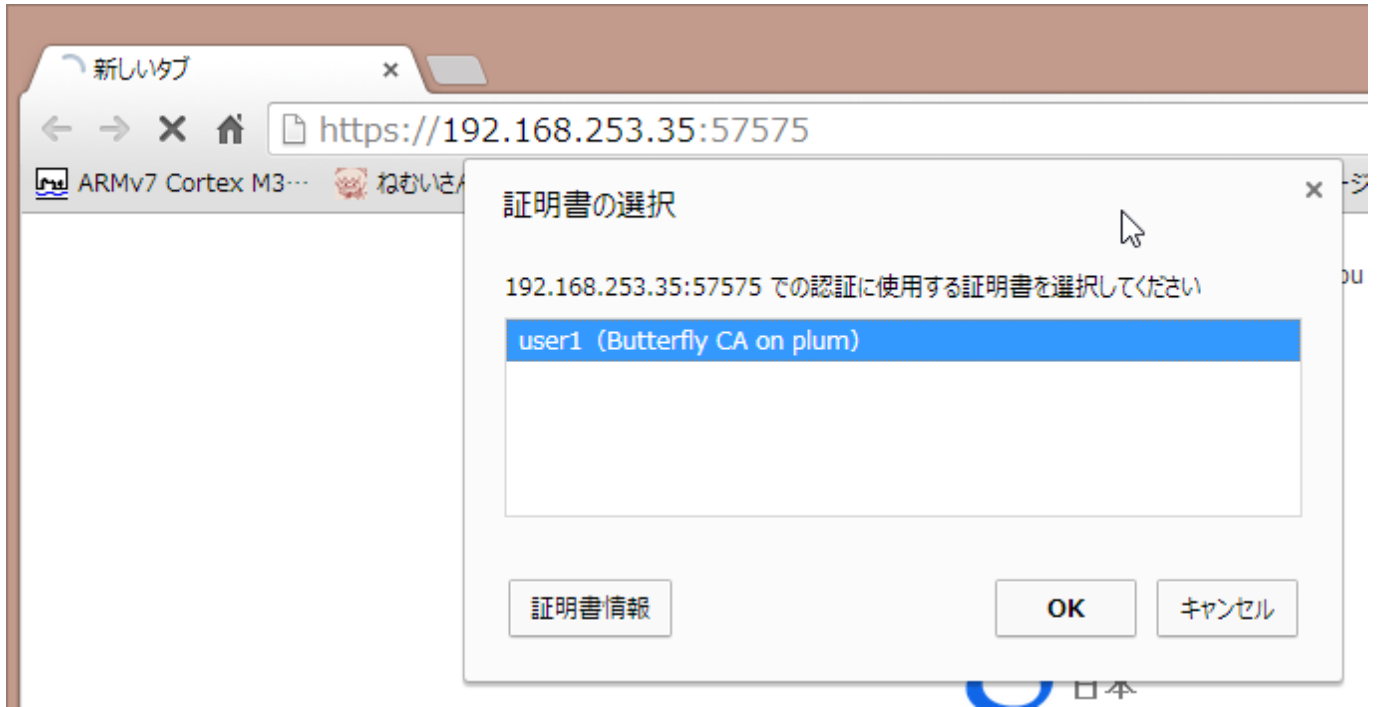 新しいタブ
https://192.168.253.35:57575
ARMv7 Cortex M3… ねむいさん
証明書の選択
192.168.253.35:57575 での認証に使用する証明書を選択してください
user1（Butterfly CA on plum）
証明書情報
OK
キャンセル
日本